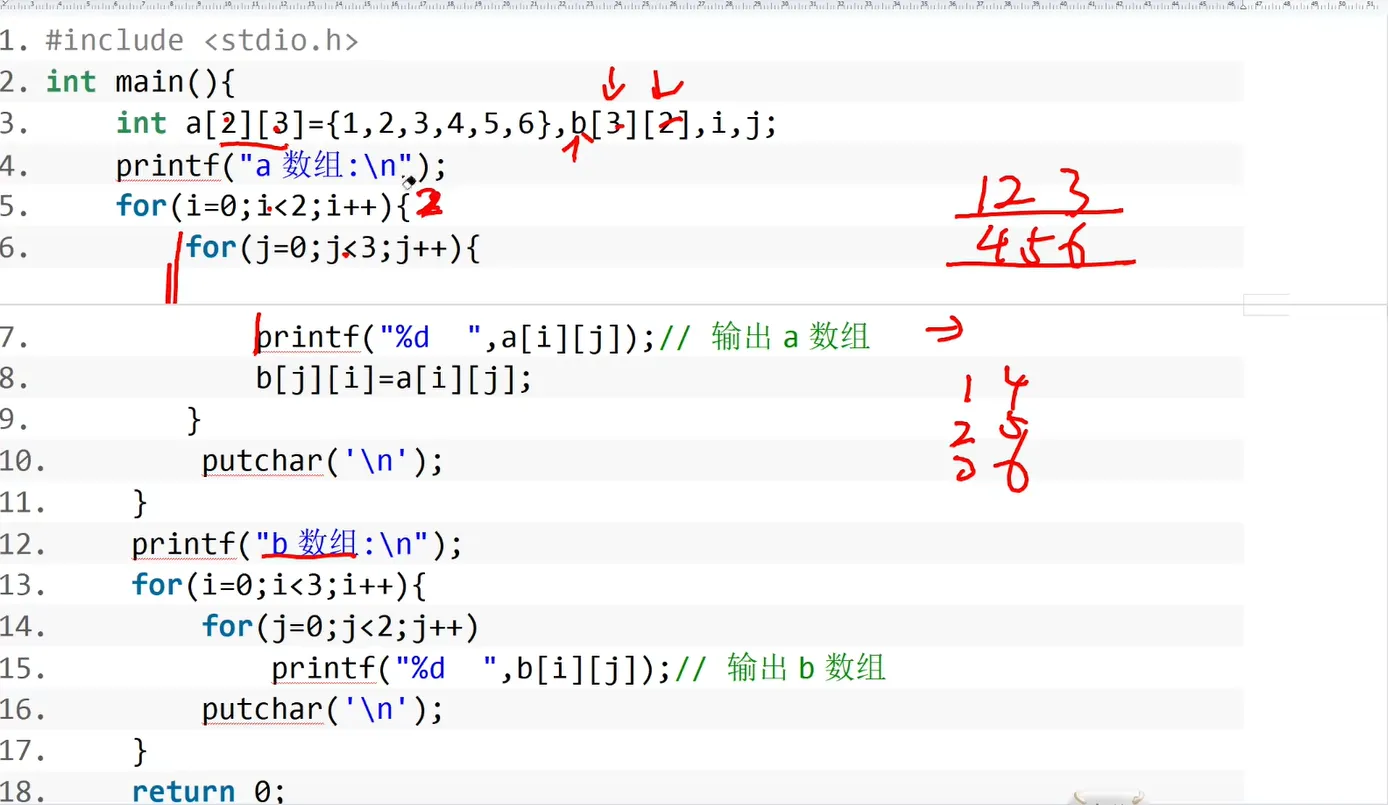 1. #include <stdio.h>
2. int main(){
3. int a[2][3]={1,2,3,4,5,6},b[3][2],i,j;
4. printf("a 数组:\n");
5. for(i=0;i<2;i++){ 2
6. for(j=0;j<3;j++){
1 2 3
4 5 6
7. printf("%d  ",a[i][j]);// 输出 a 数组
8. b[j][i]=a[i][j];
9. }
10. putchar('\n');
11. }
1 4
2 5
3 6
12. printf("b 数组:\n");
13. for(i=0;i<3;i++){
14. for(j=0;j<2;j++)
15. printf("%d  ",b[i][j]);// 输出 b 数组
16. putchar('\n');
17. }
18. return 0;